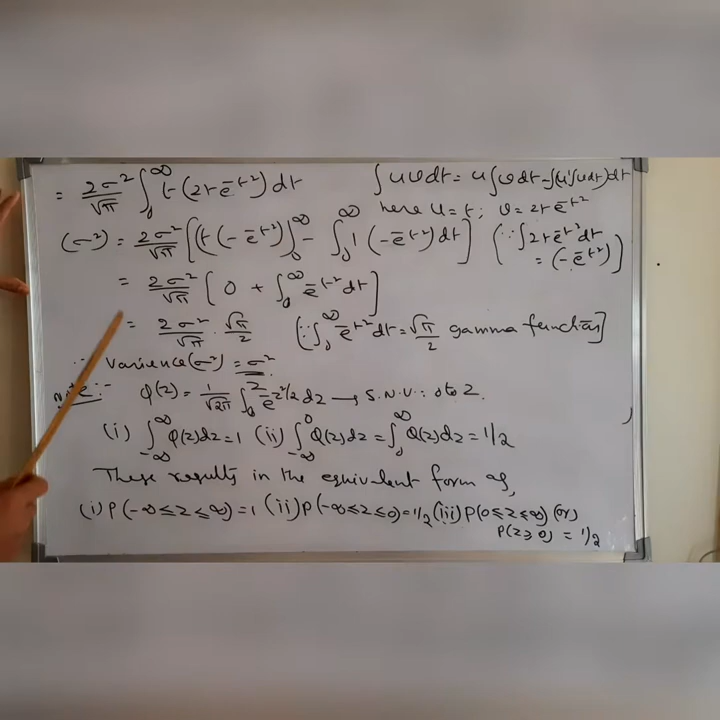 = 2σ²/√π ∫₀^∞ t(2t e^(-t²)) dt    ∫uv dt = u∫v dt - ∫(u'∫v dt) dt
here u = t ; v = 2t e^(-t²)
(σ²) = 2σ²/√π [(t(-e^(-t²))]₀^∞ - ∫₀^∞ 1(-e^(-t²)) dt]    (∵ ∫2t e^(-t²) dt
= (-e^(-t²))]
= 2σ²/√π [0 + ∫₀^∞ e^(-t²) dt]
= 2σ²/√π · √π/2    [∵ ∫₀^∞ e^(-t²) dt = √π/2 gamma function]
∴ Varience(σ²) = σ².
Note :- φ(z) = 1/√2π ∫₀^z e^(-z²/2) dz → S.N.V : 0 to z.
(i) ∫_-∞^∞ φ(z)dz = 1 (ii) ∫_-∞^0 φ(z)dz = ∫₀^∞ φ(z)dz = 1/2
These results in the equivalent form as,
(i) P(-∞ ≤ z ≤ ∞) = 1 (ii) P(-∞ ≤ z ≤ 0) = 1/2 (iii) P(0 ≤ z ≤ ∞) (or)
P(z ≥ 0) = 1/2